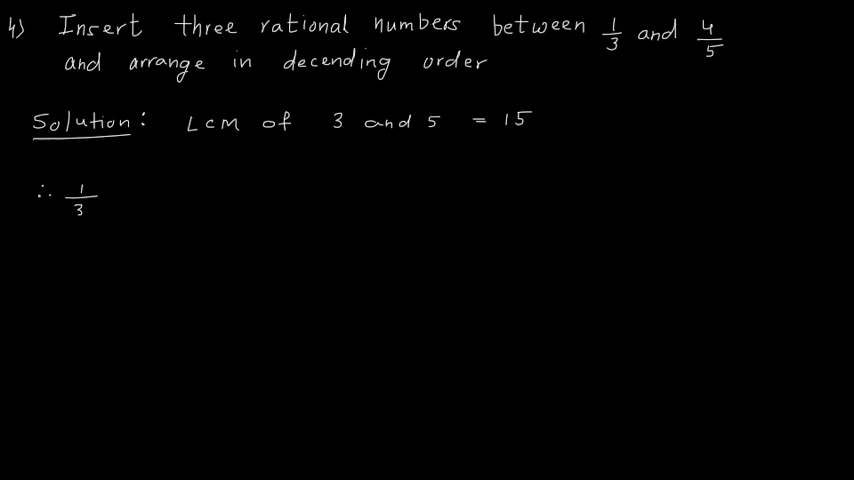 4) Insert three rational numbers between 1/3 and 4/5
and arrange in decending order
Solution: LCM of 3 and 5 = 15
∴ 1/3